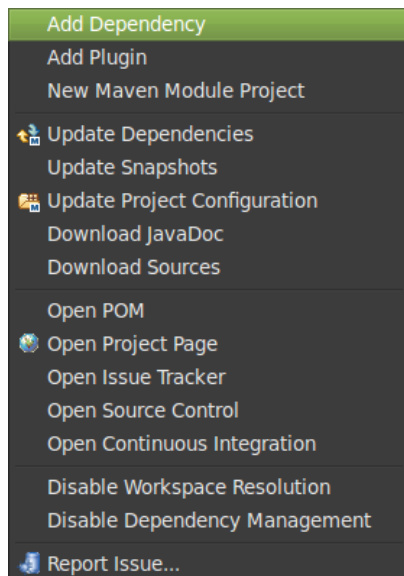 Add Dependency
Add Plugin
New Maven Module Project
Update Dependencies
Update Snapshots
Update Project Configuration
Download JavaDoc
Download Sources
Open POM
Open Project Page
Open Issue Tracker
Open Source Control
Open Continuous Integration
Disable Workspace Resolution
Disable Dependency Management
Report Issue...